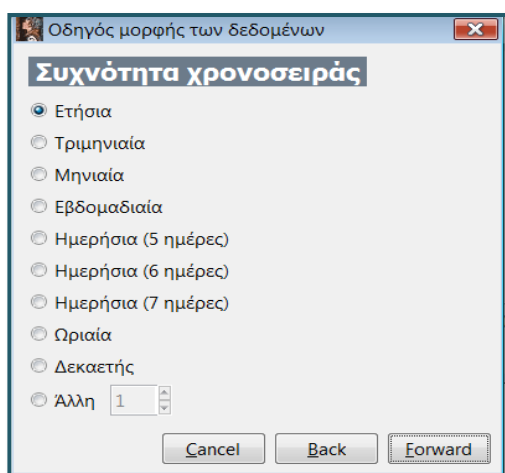 Οδηγός μορφής των δεδομένων
Συχνότητα χρονοσειράς
Ετήσια
Τριμηνιαία
Μηνιαία
Εβδομαδιαία
Ημερήσια (5 ημέρες)
Ημερήσια (6 ημέρες)
Ημερήσια (7 ημέρες)
Ωριαία
Δεκαετής
Άλλη 1
Cancel Back Forward